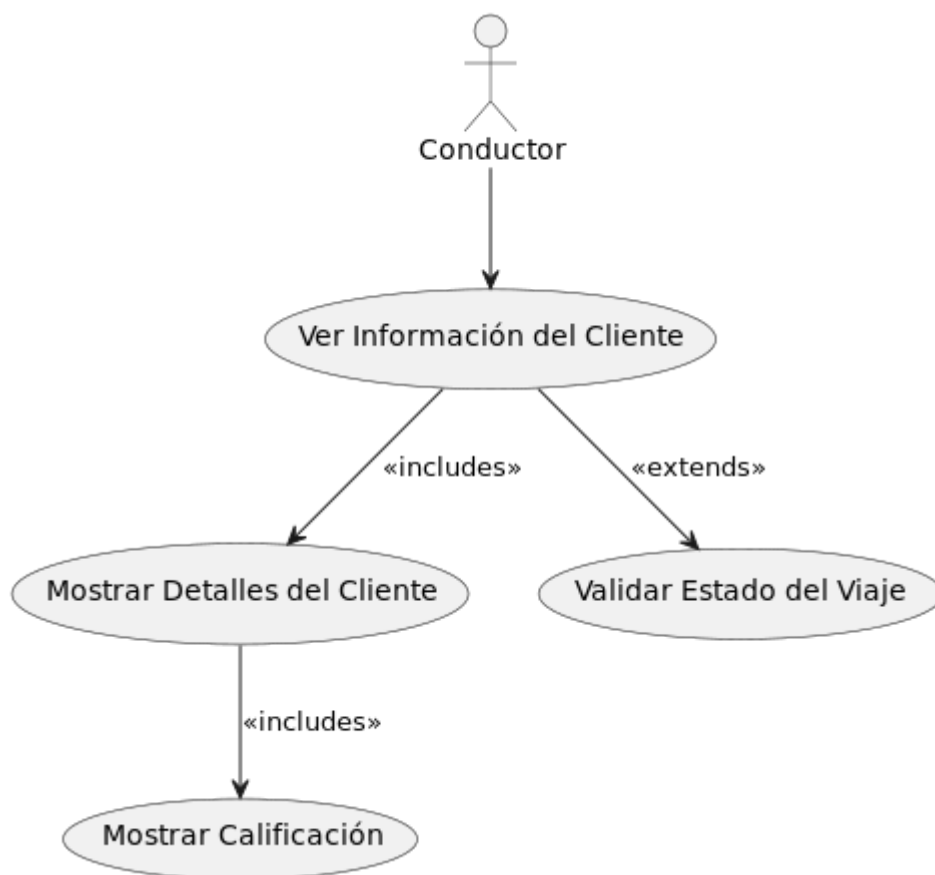 Conductor
Ver Información del Cliente
«includes»
«extends»
Mostrar Detalles del Cliente
Validar Estado del Viaje
«includes»
Mostrar Calificación